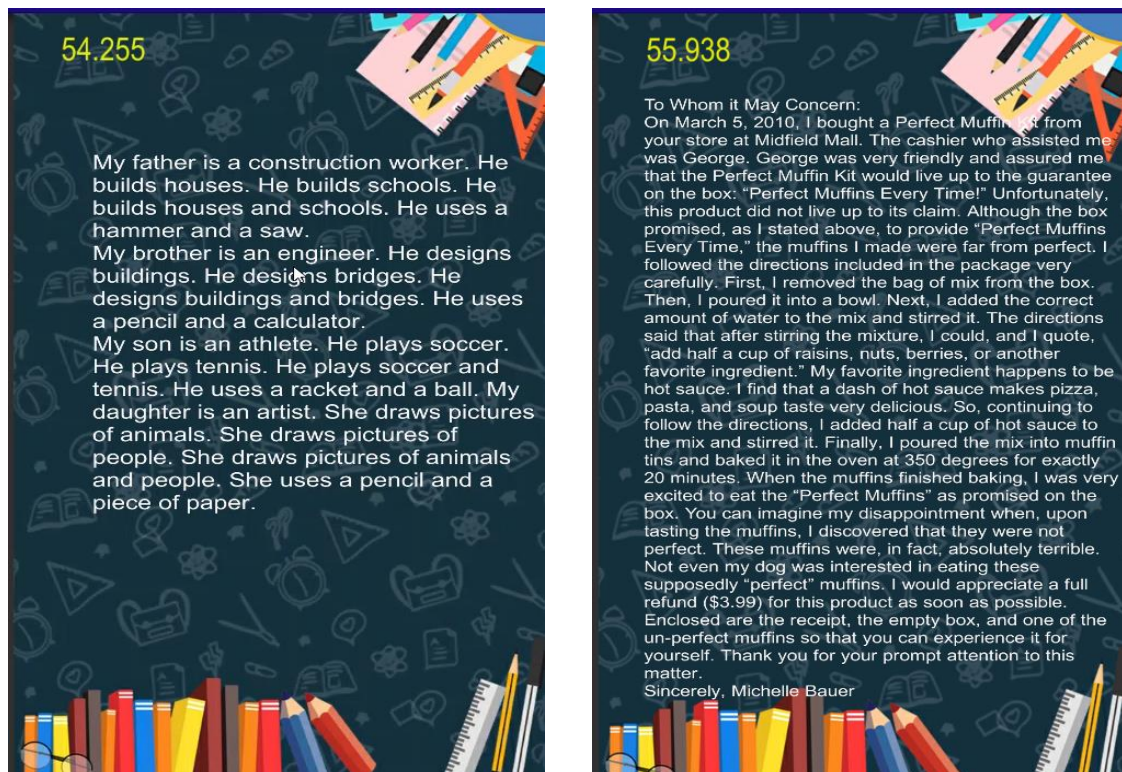 54.255
My father is a construction worker. He
builds houses. He builds schools. He
builds houses and schools. He uses a
hammer and a saw.
My brother is an engineer. He designs
buildings. He designs bridges. He
designs buildings and bridges. He uses
a pencil and a calculator.
My son is an athlete. He plays soccer.
He plays tennis. He plays soccer and
tennis. He uses a racket and a ball. My
daughter is an artist. She draws pictures
of animals. She draws pictures of
people. She draws pictures of animals
and people. She uses a pencil and a
piece of paper.
55.938
To Whom it May Concern:
On March 5, 2010, I bought a Perfect Muffin Kit from
your store at Midfield Mall. The cashier who assisted me
was George. George was very friendly and assured me
that the Perfect Muffin Kit would live up to the guarantee
on the box: “Perfect Muffins Every Time!” Unfortunately,
this product did not live up to its claim. Although the box
promised, as I stated above, to provide “Perfect Muffins
Every Time,” the muffins I made were far from perfect. I
followed the directions included in the package very
carefully. First, I removed the bag of mix from the box.
Then, I poured it into a bowl. Next, I added the correct
amount of water to the mix and stirred it. The directions
said that after stirring the mixture, I could, and I quote,
“add half a cup of raisins, nuts, berries, or another
favorite ingredient.” My favorite ingredient happens to be
hot sauce. I find that a dash of hot sauce makes pizza,
pasta, and soup taste very delicious. So, continuing to
follow the directions, I added half a cup of hot sauce to
the mix and stirred it. Finally, I poured the mix into muffin
tins and baked it in the oven at 350 degrees for exactly
20 minutes. When the muffins finished baking, I was very
excited to eat the “Perfect Muffins” as promised on the
box. You can imagine my disappointment when, upon
tasting the muffins, I discovered that they were not
perfect. These muffins were, in fact, absolutely terrible.
Not even my dog was interested in eating these
supposedly “perfect” muffins. I would appreciate a full
refund ($3.99) for this product as soon as possible.
Enclosed are the receipt, the empty box, and one of the
un-perfect muffins so that you can experience it for
yourself. Thank you for your prompt attention to this
matter.
Sincerely, Michelle Bauer